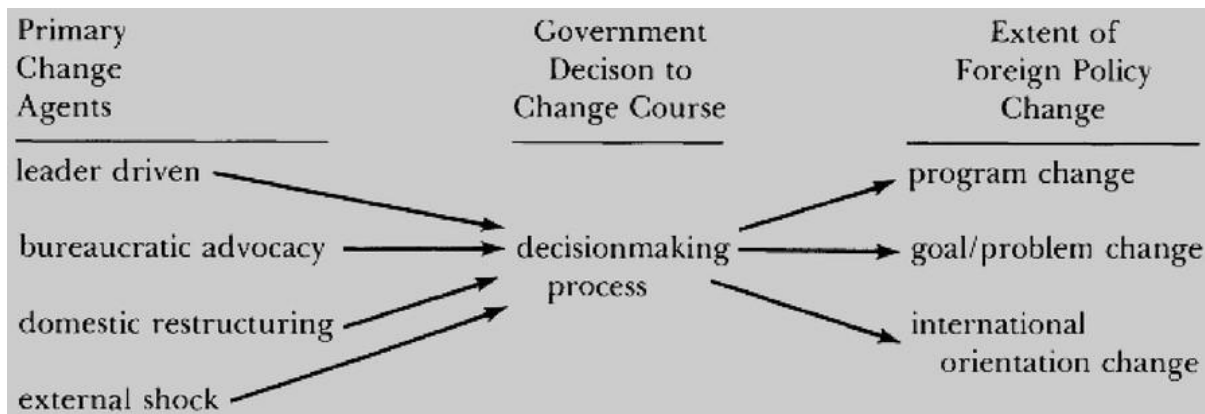 Primary
Change
Agents
Government
Decison to
Change Course
Extent of
Foreign Policy
Change
leader driven
bureaucratic advocacy
domestic restructuring
external shock
decisionmaking
process
program change
goal/problem change
international
orientation change